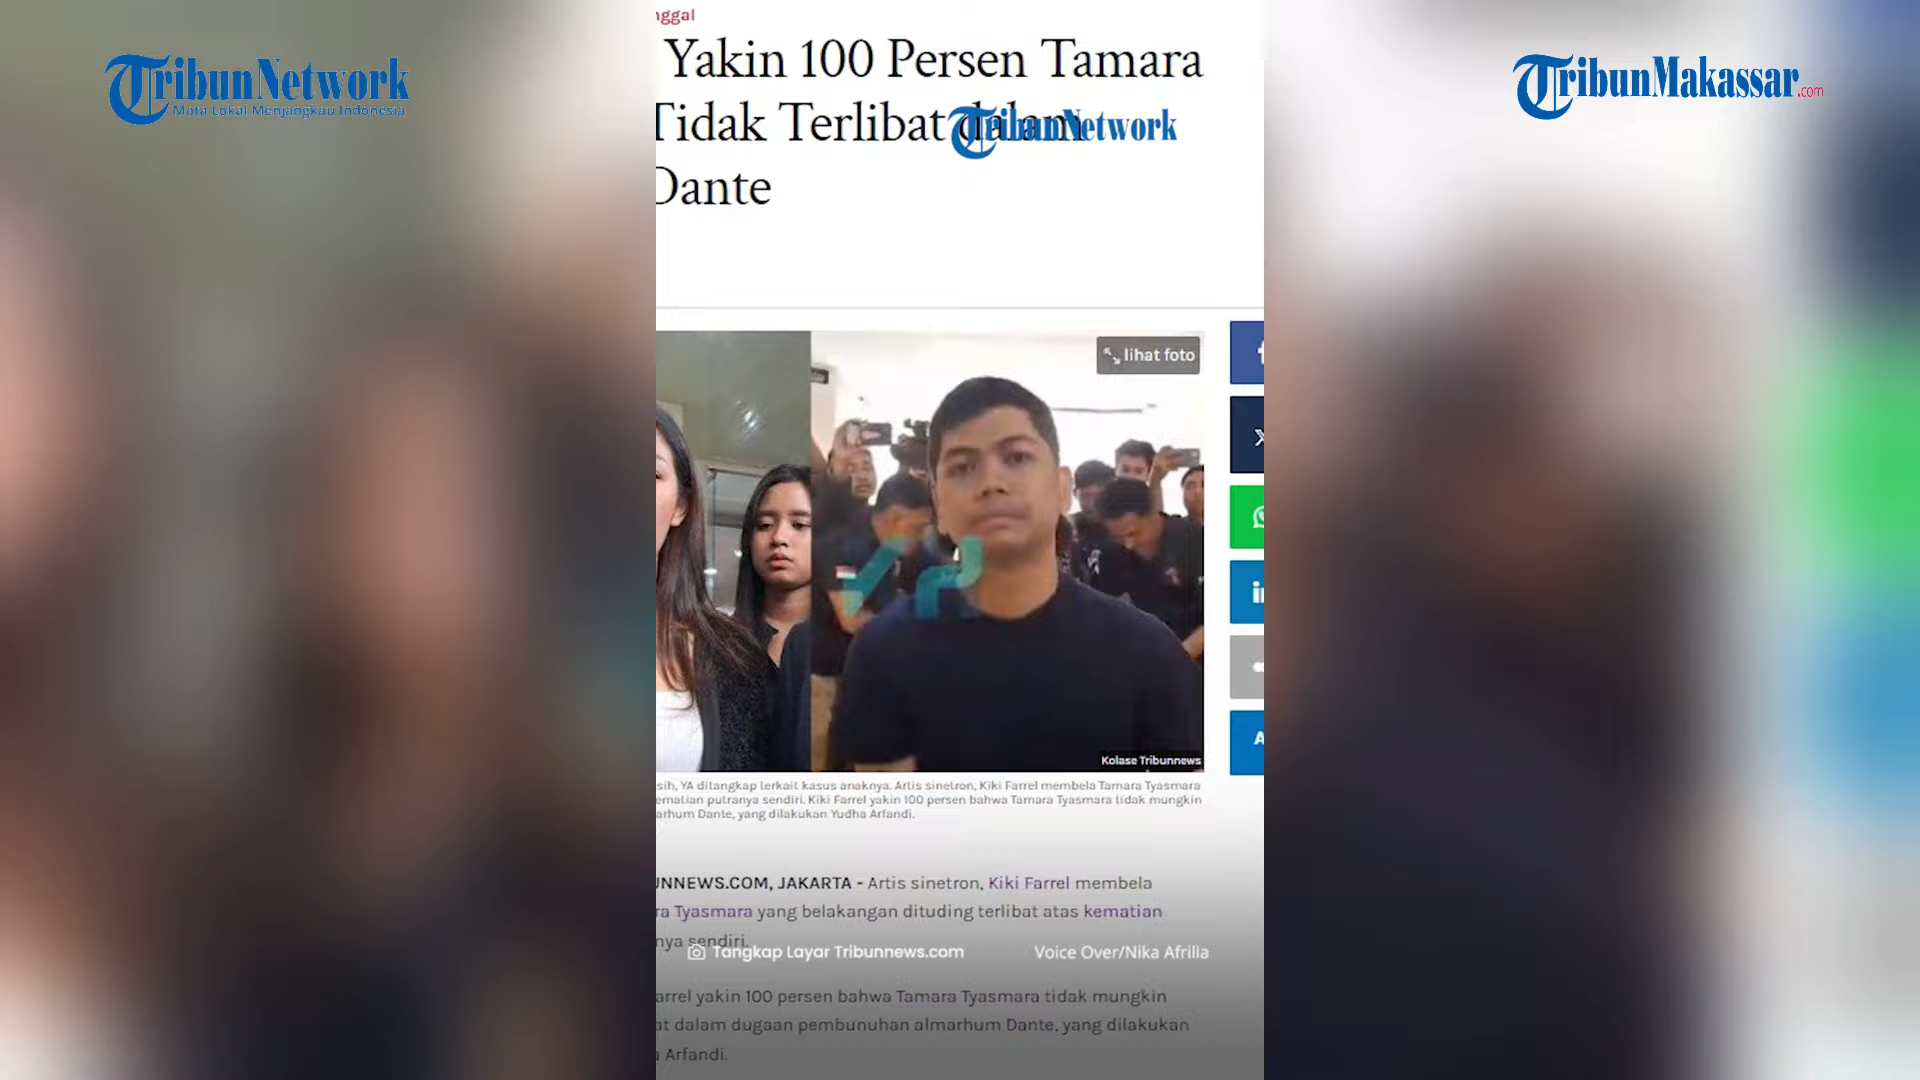 TribunNetwork
Mata Lokal Menjangkau Indonesia
TribunMakassar.com
nggal
Yakin 100 Persen Tamara
Tidak Terlibat dalam
TribunNetwork
Dante
lihat foto
Kolase Tribunnews
sih, YA ditangkap terkait kasus anaknya. Artis sinetron, Kiki Farrel membela Tamara Tyasmara
ematian putranya sendiri. Kiki Farrel yakin 100 persen bahwa Tamara Tyasmara tidak mungkin
arhum Dante, yang dilakukan Yudha Arfandi.
UNNEWS.COM, JAKARTA - Artis sinetron, Kiki Farrel membela
ra Tyasmara yang belakangan dituding terlibat atas kematian
nya sendiri.
Tangkap Layar Tribunnews.com
Voice Over/Nika Afrilia
arrel yakin 100 persen bahwa Tamara Tyasmara tidak mungkin
at dalam dugaan pembunuhan almarhum Dante, yang dilakukan
a Arfandi.